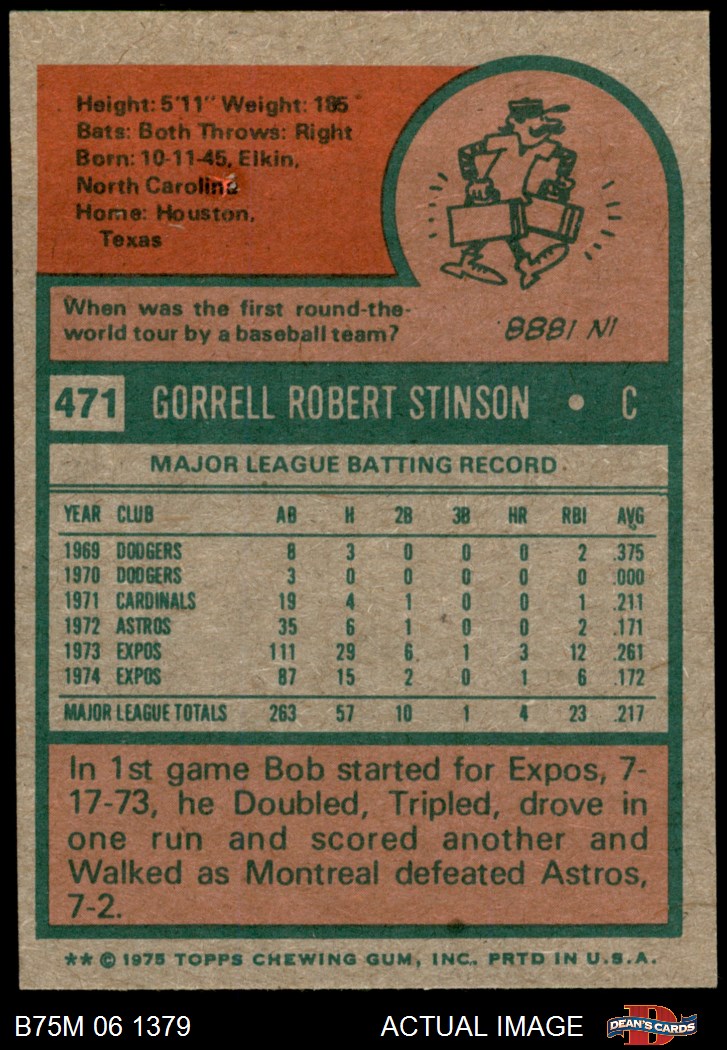 Height: 5'11" Weight: 185
Bats: Both Throws: Right
Born: 10-11-45, Elkin,
North Carolina
Home: Houston,
Texas
When was the first round-the-
world tour by a baseball team?
IN 1888
471 GORRELL ROBERT STINSON • C
MAJOR LEAGUE BATTING RECORD
YEAR CLUB AB H 2B 3B HR RBI AVG
1969 DODGERS 8 3 0 0 0 2 .375
1970 DODGERS 3 0 0 0 0 0 .000
1971 CARDINALS 19 4 1 0 0 1 .211
1972 ASTROS 35 6 1 0 0 2 .171
1973 EXPOS 111 29 6 1 3 12 .261
1974 EXPOS 87 15 2 0 1 6 .172
MAJOR LEAGUE TOTALS 263 57 10 1 4 23 .217
In 1st game Bob started for Expos, 7-
17-73, he Doubled, Tripled, drove in
one run and scored another and
Walked as Montreal defeated Astros,
7-2.
** © 1975 TOPPS CHEWING GUM, INC. PRTD IN U.S.A.
B75M 06 1379 ACTUAL IMAGE D DEAN'S CARDS